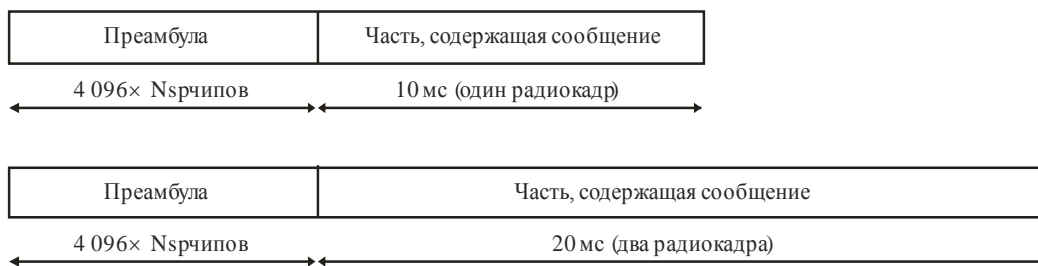 Преамбула Часть, содержащая сообщение
4 096× Nspчипов 10 мс (один радиокадр)
Преамбула Часть, содержащая сообщение
4 096× Nspчипов 20 мс (два радиокадра)